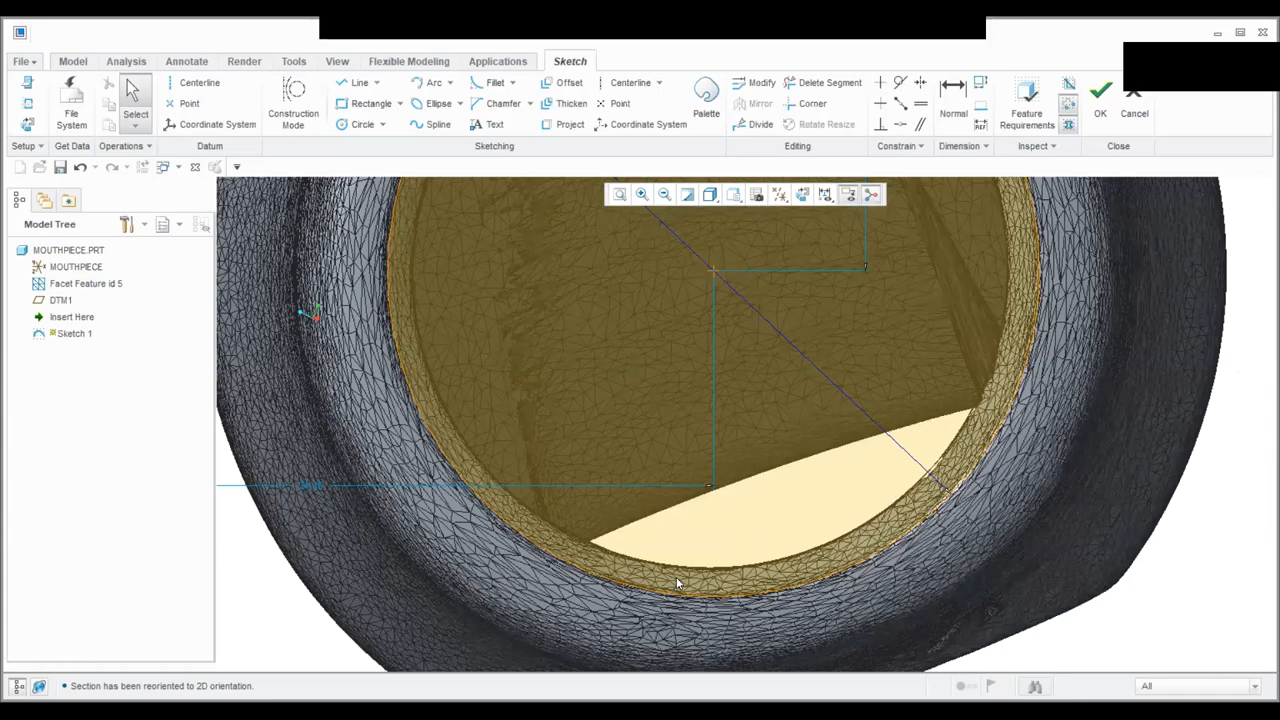 File Model Analysis Annotate Render Tools View Flexible Modeling Applications Sketch
Centerline Line Arc Fillet Offset Centerline Modify Delete Segment
Point Rectangle Ellipse Chamfer Thicken Point Mirror Corner
File System Select Coordinate System Construction Mode Circle Spline Text Project Coordinate System Palette Divide Rotate Resize Normal Feature Requirements OK Cancel
Setup Get Data Operations Datum Sketching Editing Constrain Dimension Inspect Close
Model Tree
MOUTHPIECE.PRT
MOUTHPIECE
Facet Feature id 5
DTM1
Insert Here
Sketch 1
Section has been reoriented to 2D orientation.
All